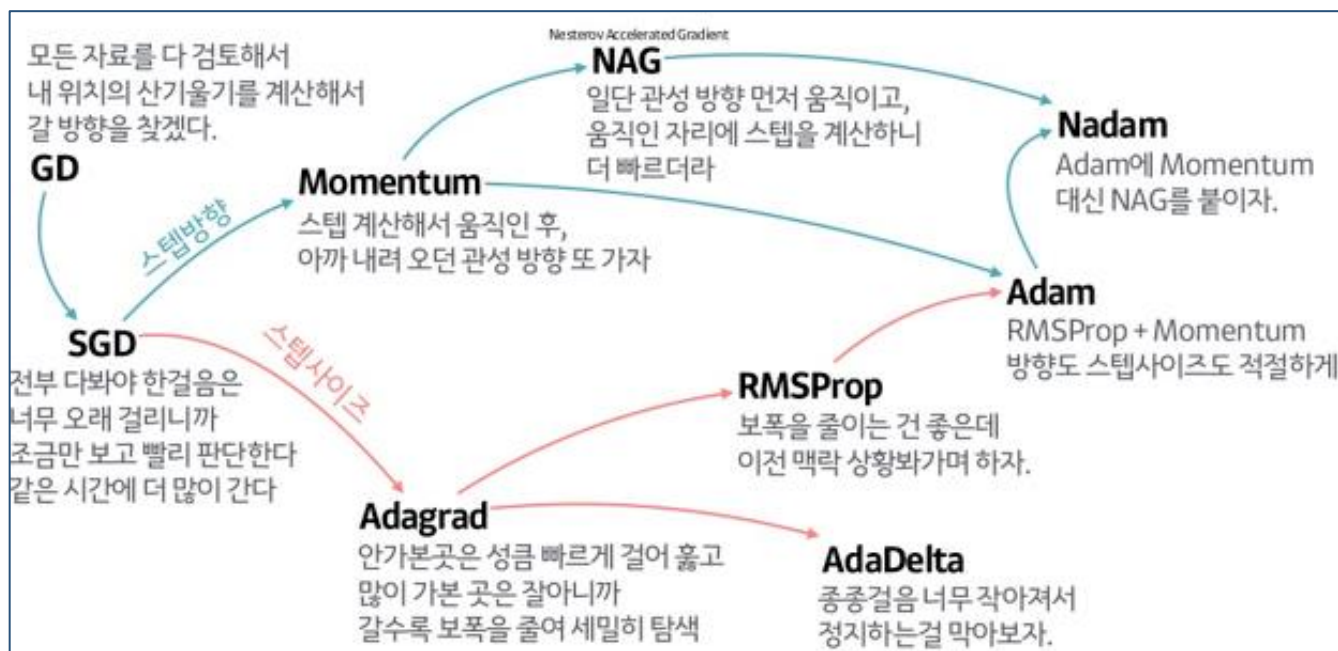 모든 자료를 다 검토해서
내 위치의 산기울기를 계산해서
갈 방향을 찾겠다.
GD
Nesterov Accelerated Gradient
NAG
일단 관성 방향 먼저 움직이고,
움직인 자리에 스텝을 계산하니
더 빠르더라
Nadam
Adam에 Momentum
대신 NAG를 붙이자.
Momentum
스텝 계산해서 움직인 후,
아까 내려 오던 관성 방향 또 가자
스텝방향
SGD
전부 다봐야 한걸음은
너무 오래 걸리니까
조금만 보고 빨리 판단한다
같은 시간에 더 많이 간다
스텝사이즈
Adam
RMSProp + Momentum
방향도 스텝사이즈도 적절하게
RMSProp
보폭을 줄이는 건 좋은데
이전 맥락 상황봐가며 하자.
Adagrad
안가본곳은 성큼 빠르게 걸어 훑고
많이 가본 곳은 잘아니까
갈수록 보폭을 줄여 세밀히 탐색
AdaDelta
종종걸음 너무 작아져서
정지하는걸 막아보자.